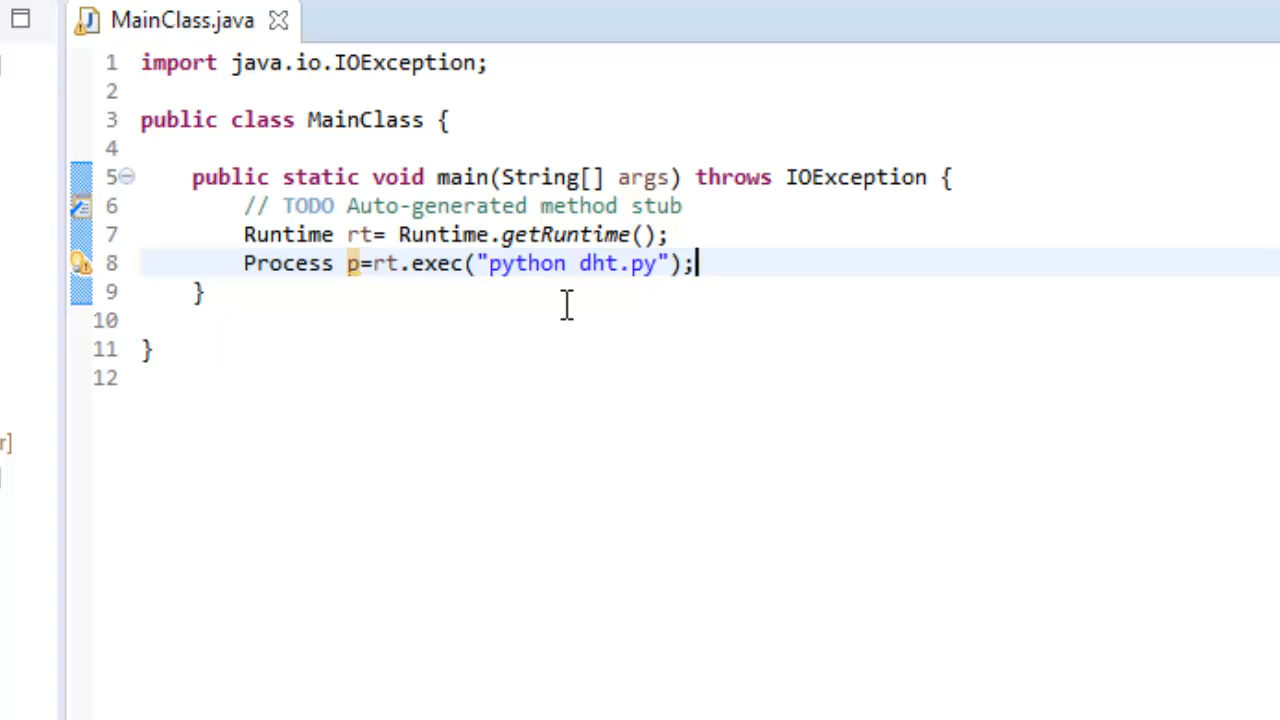 MainClass.java
1 import java.io.IOException;
2
3 public class MainClass {
4
5 public static void main(String[] args) throws IOException {
6 // TODO Auto-generated method stub
7 Runtime rt= Runtime.getRuntime();
8 Process p=rt.exec("python dht.py");
9 }
10
11 }
12
r]